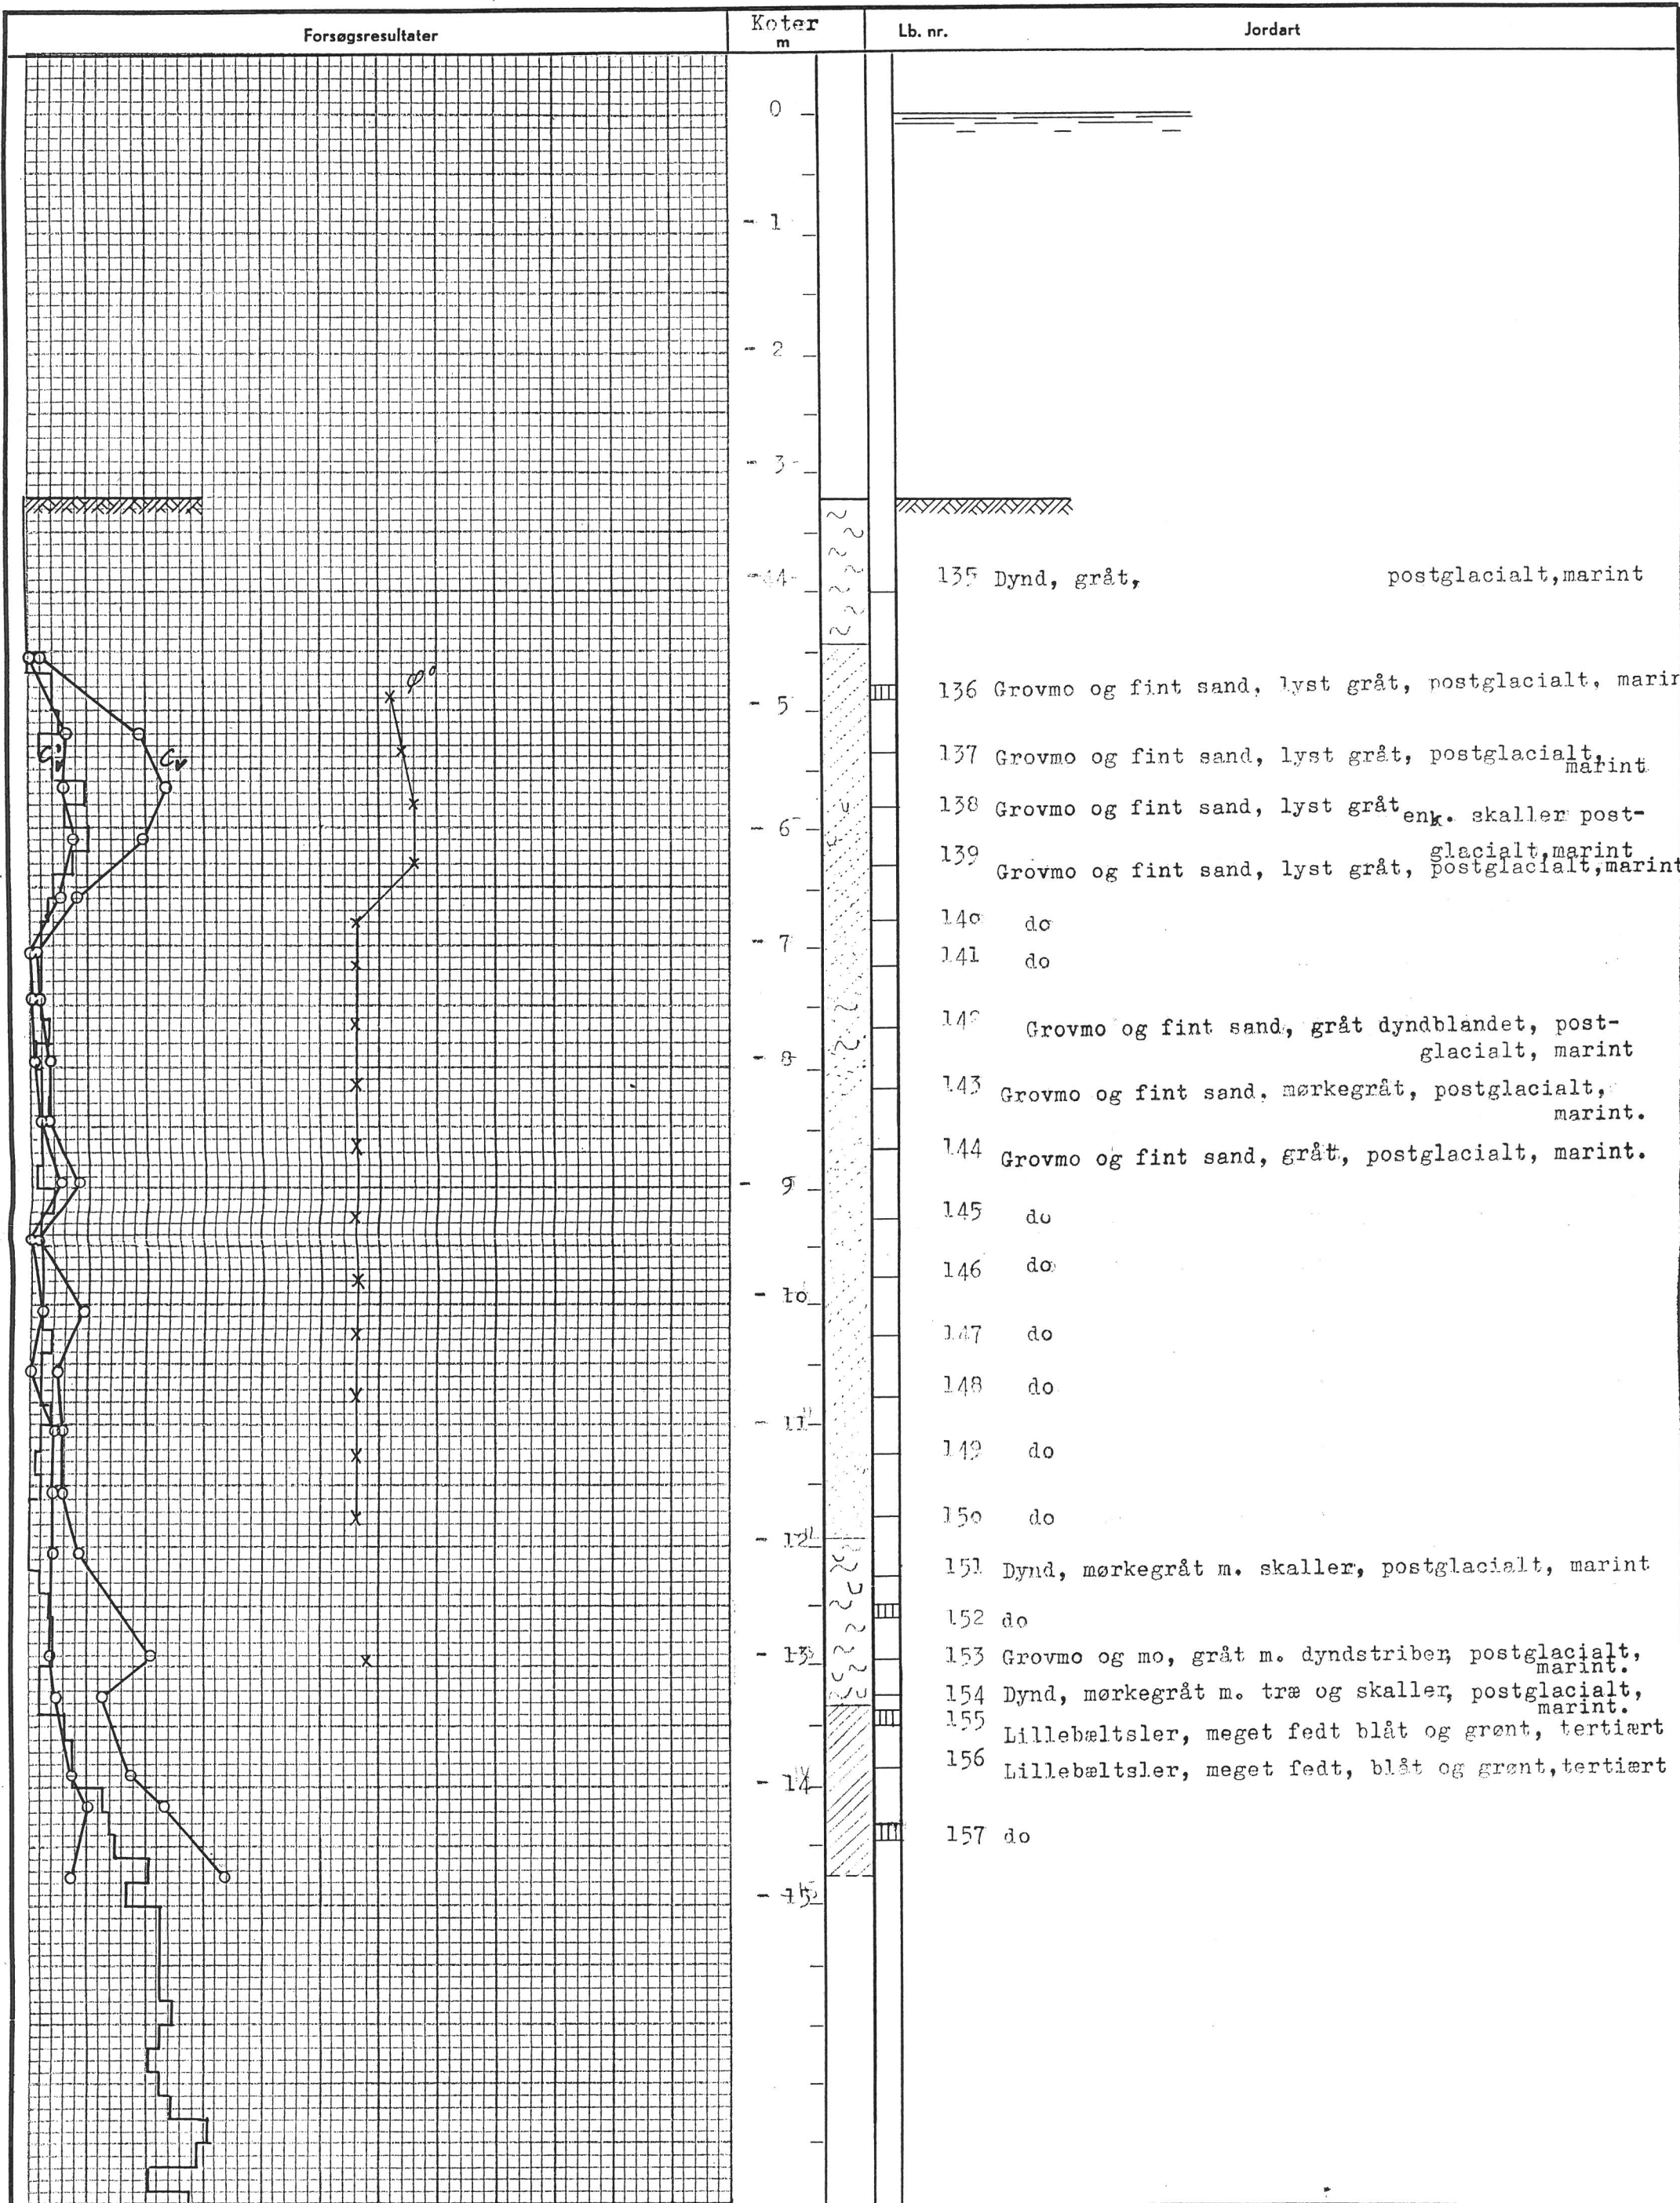 Forsøgsresultater
Koter
m
Lb. nr.
Jordart
0
- 1
- 2
- 3 -
135 Dynd, gråt, postglacialt,marint
φ°
136 Grovmo og fint sand, lyst gråt, postglacialt, marin
- 5
137 Grovmo og fint sand, lyst gråt, postglacialt,
marint
Cv' Cv
138 Grovmo og fint sand, lyst gråt enk. skaller post-
- 6
glacialt,marint
139 Grovmo og fint sand, lyst gråt, postglacialt,marint
140 do
- 7
141 do
142 Grovmo og fint sand, gråt dyndblandet, post-
glacialt, marint
- 8
143 Grovmo og fint sand, mørkegråt, postglacialt,
marint.
144 Grovmo og fint sand, gråt, postglacialt, marint.
- 9
145 do
146 do
- 10
147 do
148 do
- 11
149 do
150 do
- 12
151 Dynd, mørkegråt m. skaller, postglacialt, marint
152 do
- 13
153 Grovmo og mo, gråt m. dyndstriber, postglacialt,
marint.
154 Dynd, mørkegråt m. træ og skaller, postglacialt,
marint.
155 Lillebæltsler, meget fedt blåt og grønt, tertiært
156 Lillebæltsler, meget fedt, blåt og grønt,tertiært
- 14
157 do
- 15